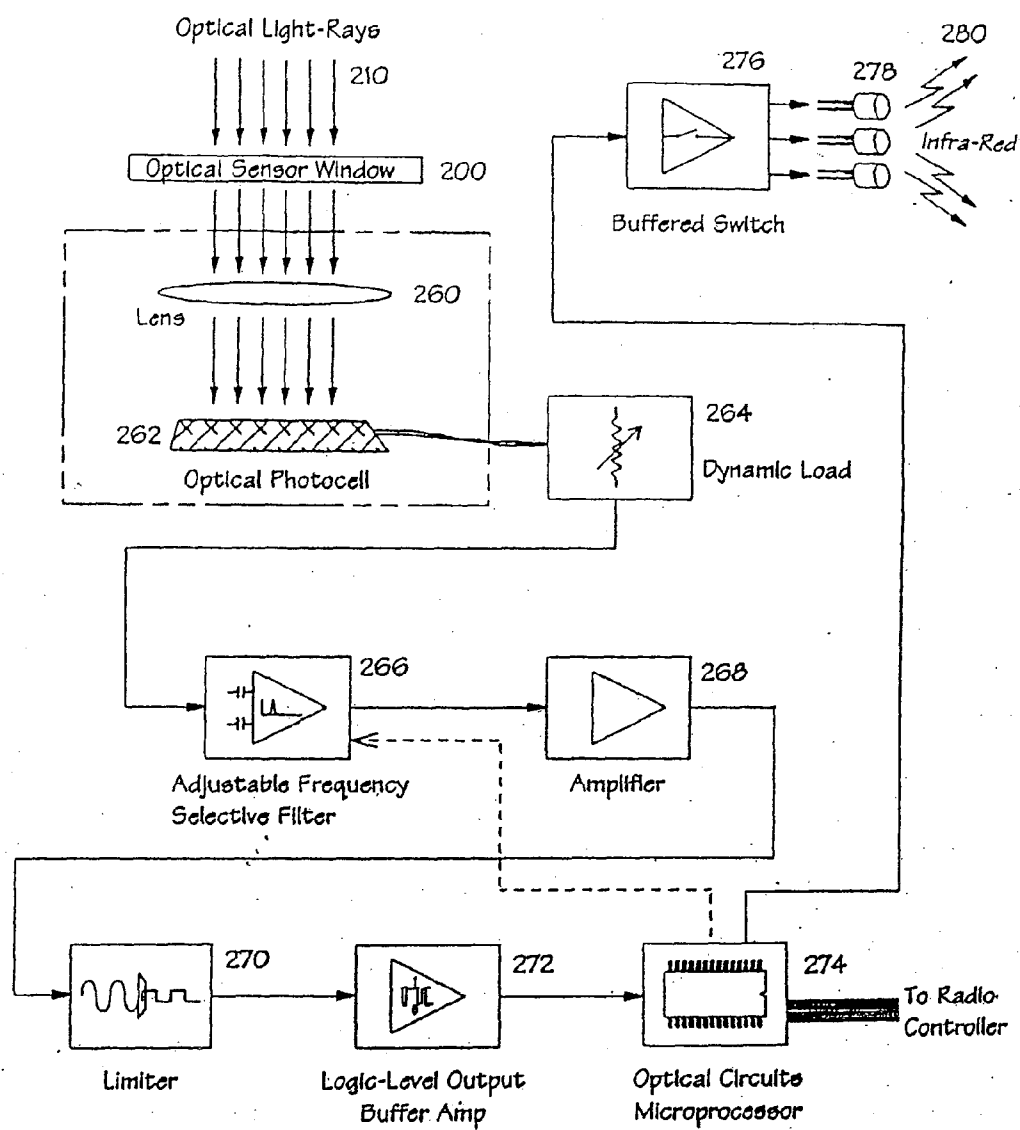 Optical Light-Rays
210
Optical Sensor Window
200
260
Lens
262
Optical Photocell
264
Dynamic Load
276
278
280
Infra-Red
Buffered Switch
266
Adjustable Frequency
Selective Filter
268
Amplifier
270
Limiter
272
Logic-Level Output
Buffer Amp
274
Optical Circuits
Microprocessor
To Radio
Controller